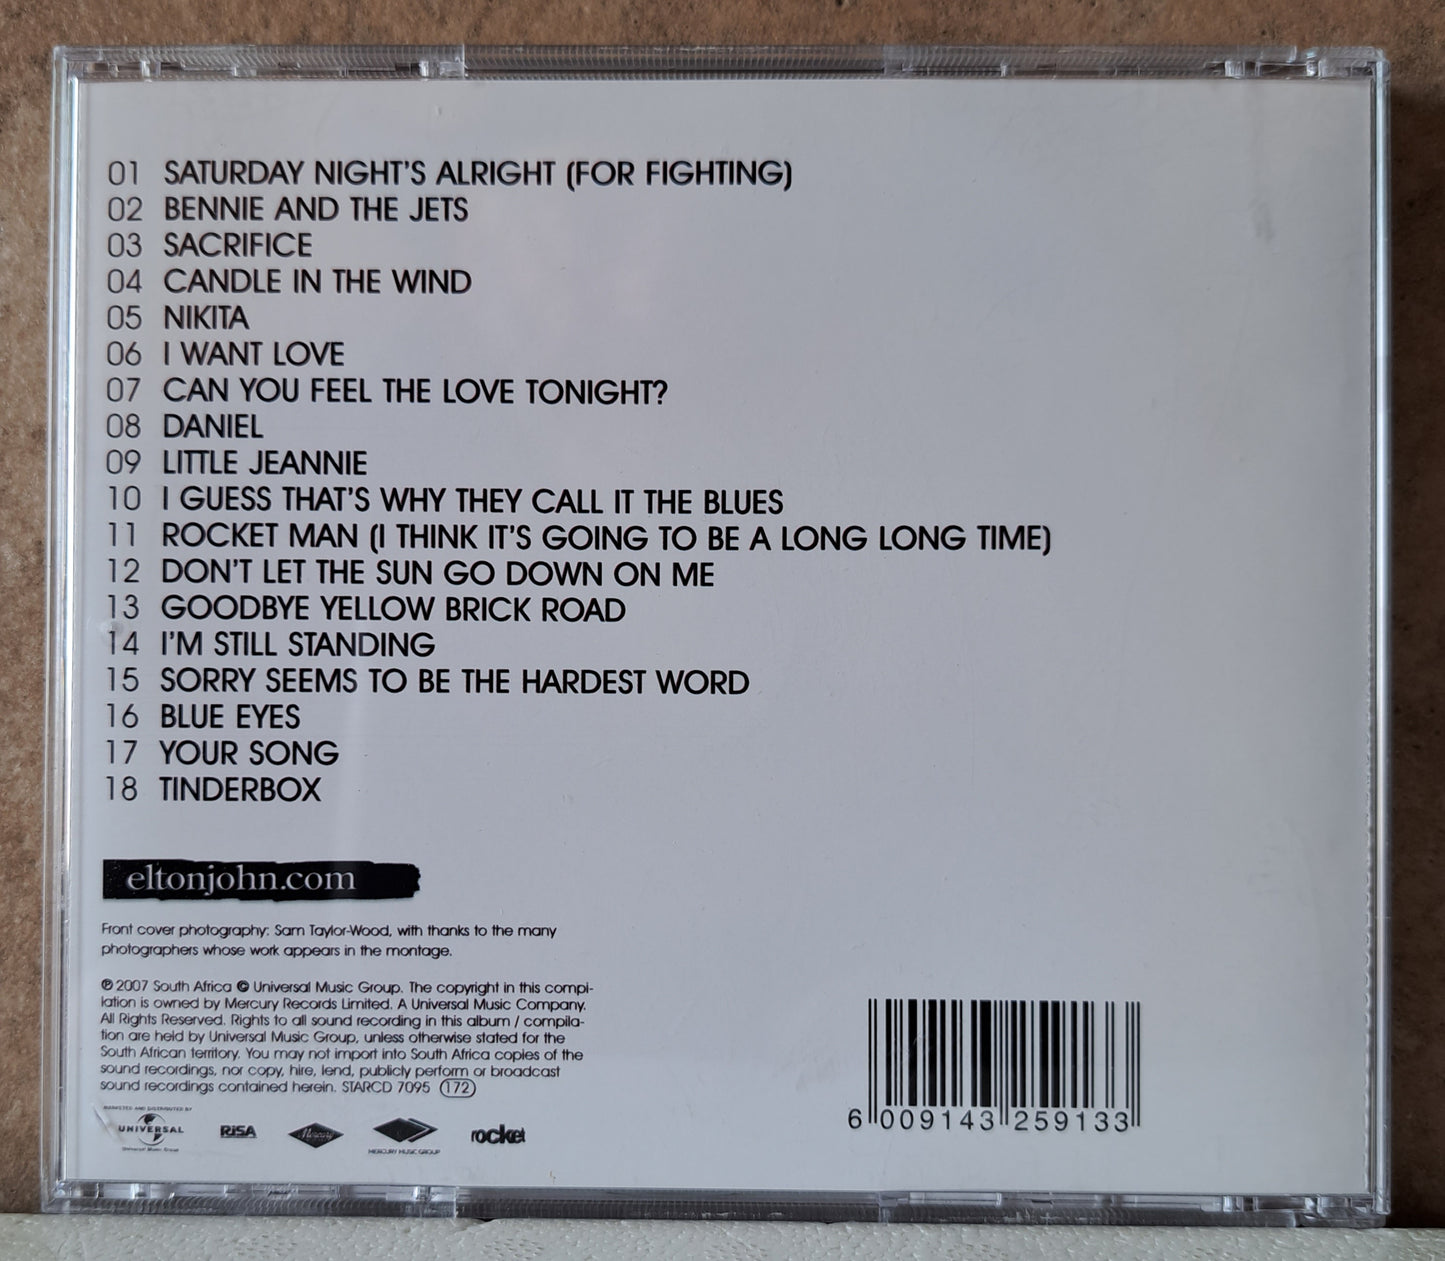 01 SATURDAY NIGHT'S ALRIGHT (FOR FIGHTING)
02 BENNIE AND THE JETS
03 SACRIFICE
04 CANDLE IN THE WIND
05 NIKITA
06 I WANT LOVE
07 CAN YOU FEEL THE LOVE TONIGHT?
08 DANIEL
09 LITTLE JEANNIE
10 I GUESS THAT'S WHY THEY CALL IT THE BLUES
11 ROCKET MAN (I THINK IT'S GOING TO BE A LONG LONG TIME)
12 DON'T LET THE SUN GO DOWN ON ME
13 GOODBYE YELLOW BRICK ROAD
14 I'M STILL STANDING
15 SORRY SEEMS TO BE THE HARDEST WORD
16 BLUE EYES
17 YOUR SONG
18 TINDERBOX
eltonjohn.com
Front cover photography: Sam Taylor-Wood, with thanks to the many
photographers whose work appears in the montage.
℗ 2007 South Africa © Universal Music Group. The copyright in this compi-
lation is owned by Mercury Records Limited. A Universal Music Company.
All Rights Reserved. Rights to all sound recording in this album / compila-
tion are held by Universal Music Group, unless otherwise stated for the
South African territory. You may not import into South Africa copies of the
sound recordings, nor copy, hire, lend, publicly perform or broadcast
sound recordings contained herein. STARCD 7095 172
MARKETED AND DISTRIBUTED BY
UNIVERSAL
Universal Music Group
RISA
Mercury
MERCURY MUSIC GROUP
rocket
6 009143 259133